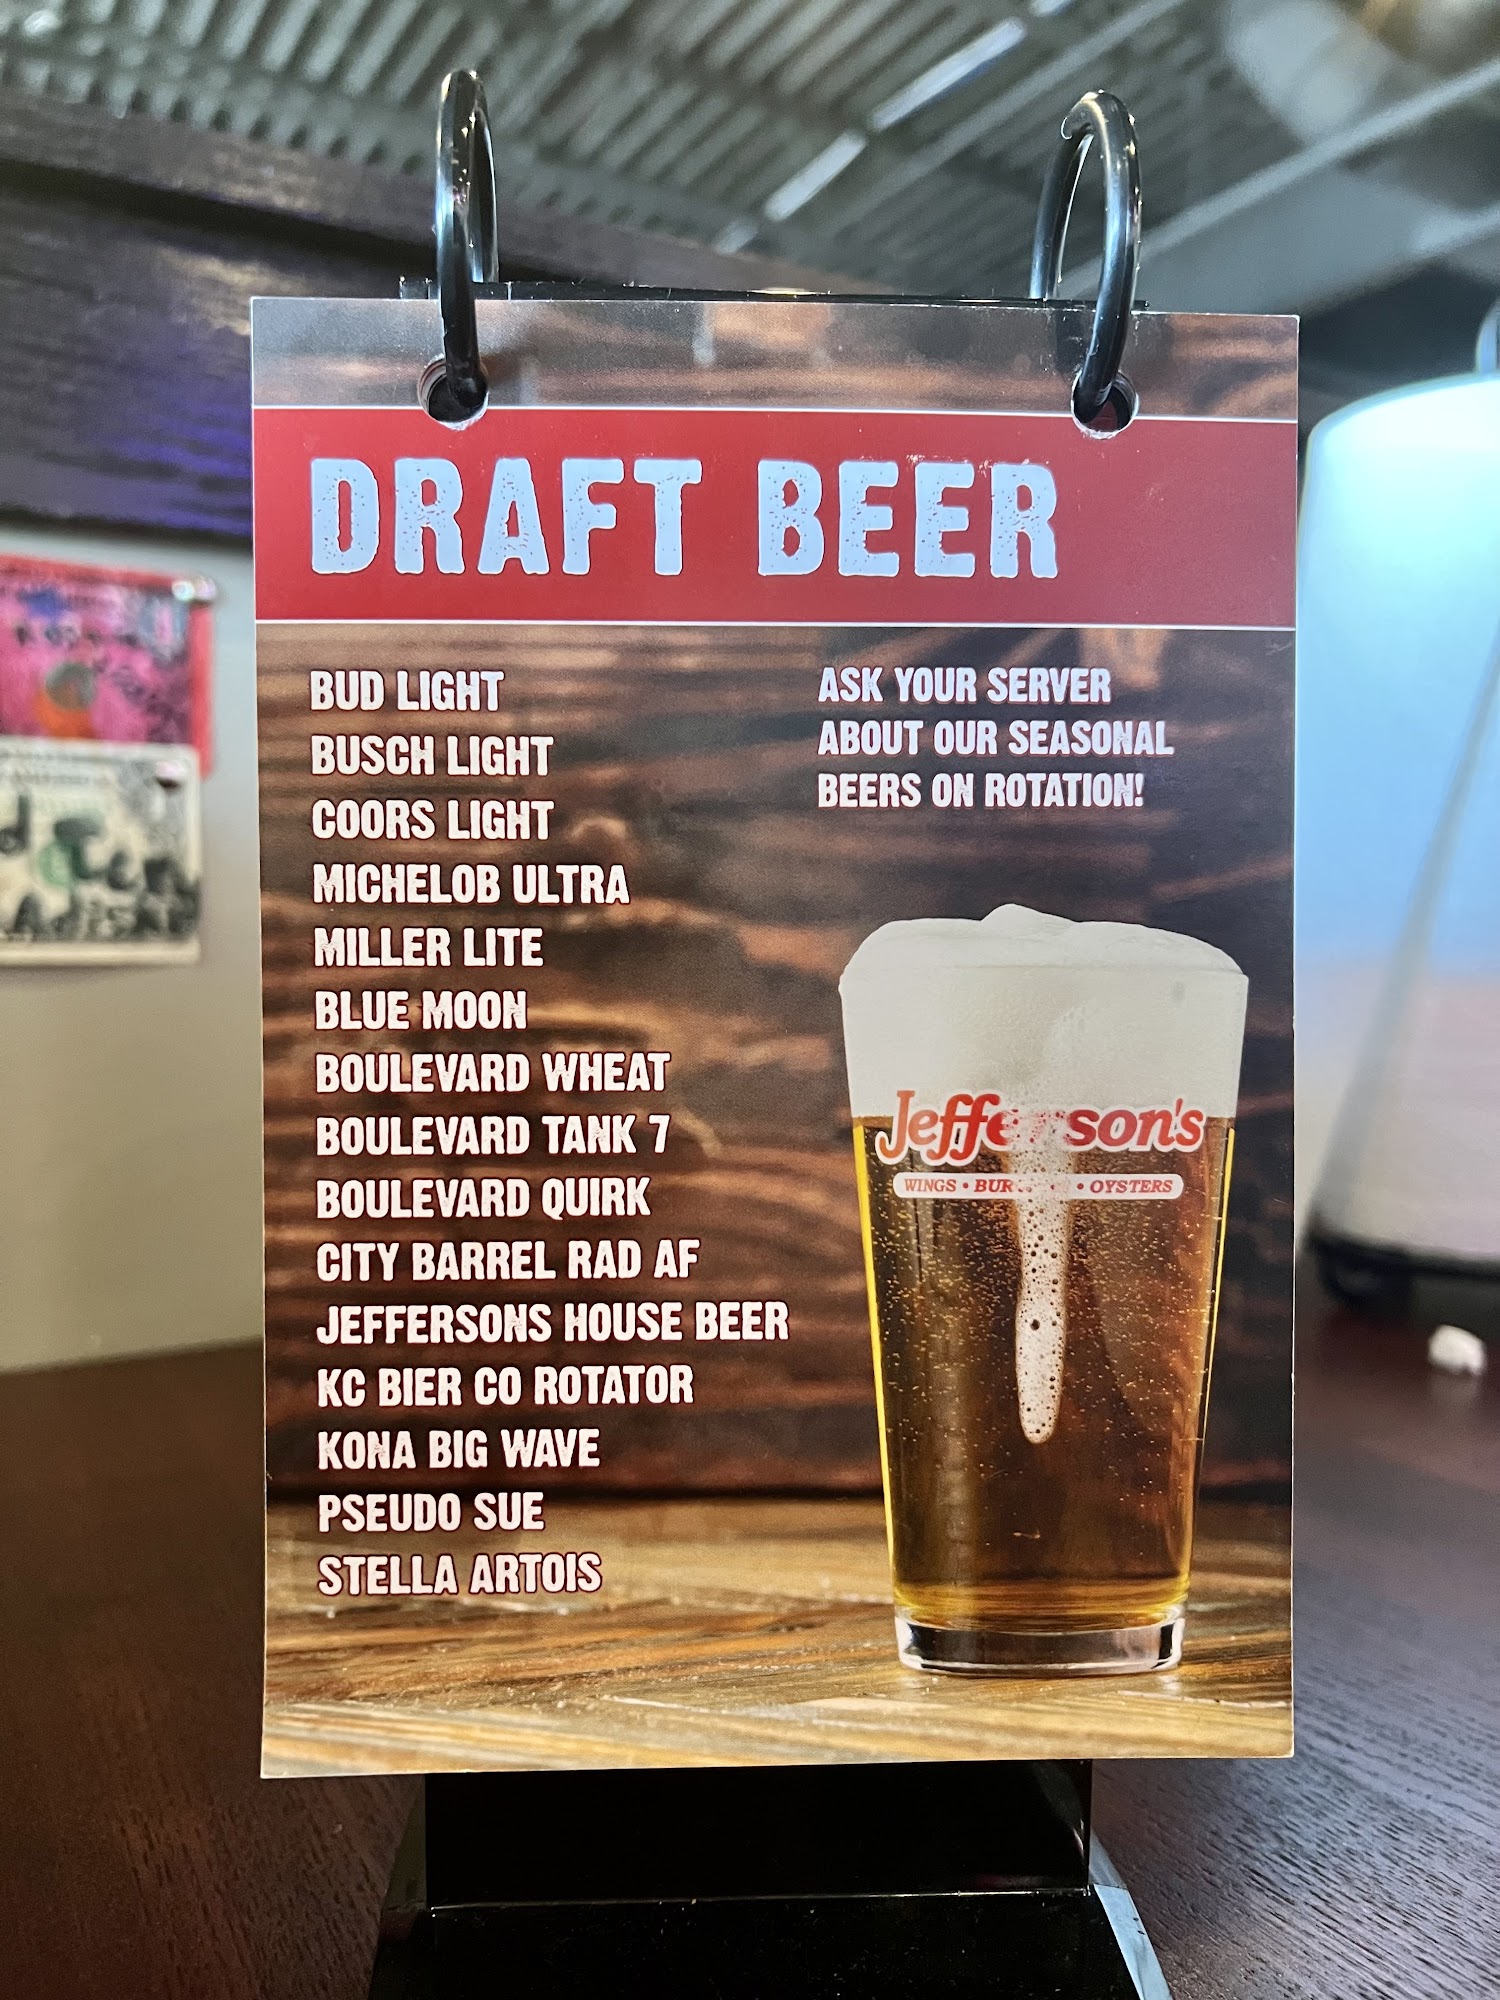 DRAFT BEER
BUD LIGHT
BUSCH LIGHT
COORS LIGHT
MICHELOB ULTRA
MILLER LITE
BLUE MOON
BOULEVARD WHEAT
BOULEVARD TANK 7
BOULEVARD QUIRK
CITY BARREL RAD AF
JEFFERSONS HOUSE BEER
KC BIER CO ROTATOR
KONA BIG WAVE
PSEUDO SUE
STELLA ARTOIS
ASK YOUR SERVER
ABOUT OUR SEASONAL
BEERS ON ROTATION!
Jefferson's
WINGS • • OYSTERS